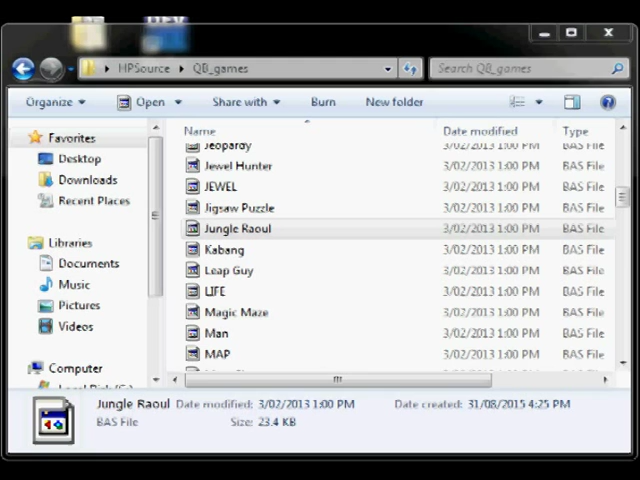 HPSource QB_games Search QB_games
Organize Open Share with Burn New folder
Name Date modified Type
Favorites
Desktop
Downloads
Recent Places
Libraries
Documents
Music
Pictures
Videos
Computer
Jeopardy 3/02/2013 1:00 PM BAS File
Jewel Hunter 3/02/2013 1:00 PM BAS File
JEWEL 3/02/2013 1:00 PM BAS File
Jigsaw Puzzle 3/02/2013 1:00 PM BAS File
Jungle Raoul 3/02/2013 1:00 PM BAS File
Kabang 3/02/2013 1:00 PM BAS File
Leap Guy 3/02/2013 1:00 PM BAS File
LIFE 3/02/2013 1:00 PM BAS File
Magic Maze 3/02/2013 1:00 PM BAS File
Man 3/02/2013 1:00 PM BAS File
MAP 3/02/2013 1:00 PM BAS File
Jungle Raoul Date modified: 3/02/2013 1:00 PM Date created: 31/08/2015 4:25 PM
BAS File Size: 23.4 KB